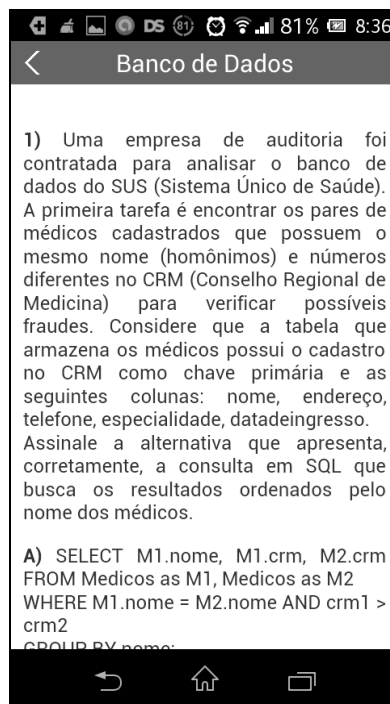 DS 81 81% 8:36
Banco de Dados
1) Uma empresa de auditoria foi
contratada para analisar o banco de
dados do SUS (Sistema Único de Saúde).
A primeira tarefa é encontrar os pares de
médicos cadastrados que possuem o
mesmo nome (homônimos) e números
diferentes no CRM (Conselho Regional de
Medicina) para verificar possíveis
fraudes. Considere que a tabela que
armazena os médicos possui o cadastro
no CRM como chave primária e as
seguintes colunas: nome, endereço,
telefone, especialidade, datadeingresso.
Assinale a alternativa que apresenta,
corretamente, a consulta em SQL que
busca os resultados ordenados pelo
nome dos médicos.
A) SELECT M1.nome, M1.crm, M2.crm
FROM Medicos as M1, Medicos as M2
WHERE M1.nome = M2.nome AND crm1 >
crm2
GROUP BY nome;